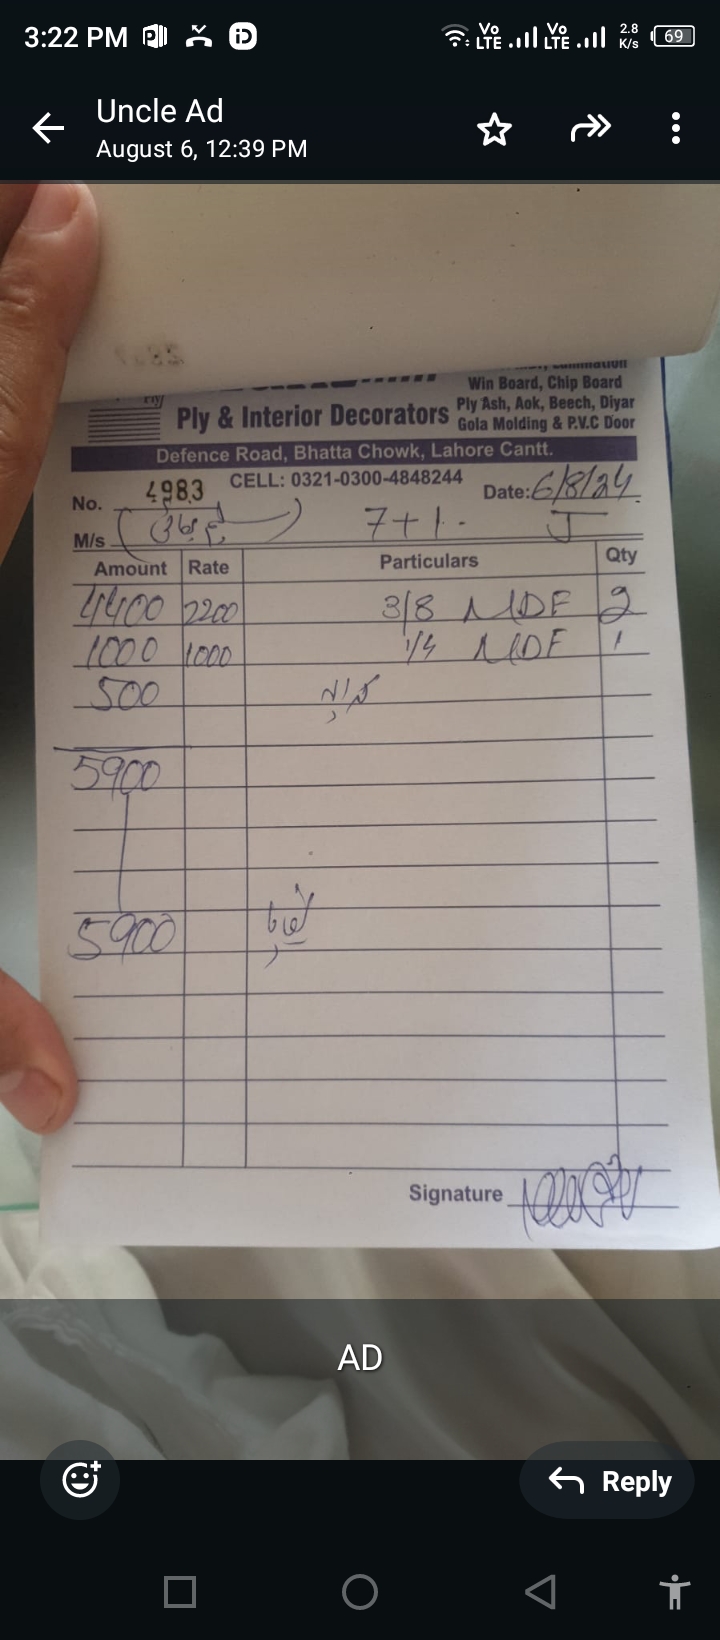 3:22 PM
Vo LTE Vo LTE 2.8 K/s 69
Uncle Ad
August 6, 12:39 PM
Win Board, Chip Board
Ply Ash, Aok, Beech, Diyar
Gola Molding & P.V.C Door
Ply & Interior Decorators
Defence Road, Bhatta Chowk, Lahore Cantt.
No. 4983 CELL: 0321-0300-4848244 Date: 6/8/24
M/s 7+1-
Amount Rate Particulars Qty
4400 2200 3/8 MDF 2
1000 1000 1/4 MDF 1
500 کرایہ
5900
5900
Signature
AD
Reply